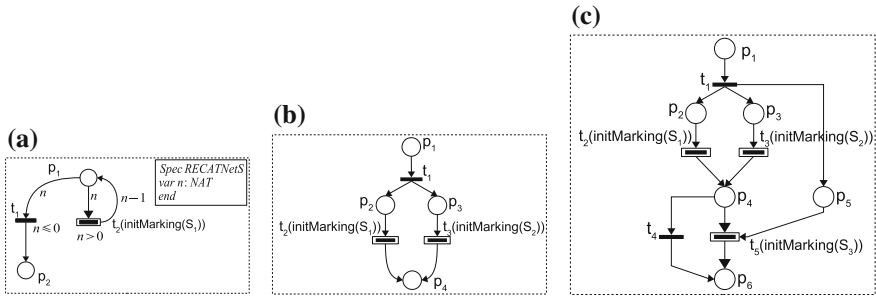 (a)
p1
n
n
n−1
t1
n≤0
n>0
t2(initMarking(S1))
p2
Spec RECATNetS
var n: NAT
end
(b)
p1
t1
p2
p3
t2(initMarking(S1))
t3(initMarking(S2))
p4
(c)
p1
t1
p2
p3
t2(initMarking(S1))
t3(initMarking(S2))
p4
p5
t4
t5(initMarking(S3))
p6